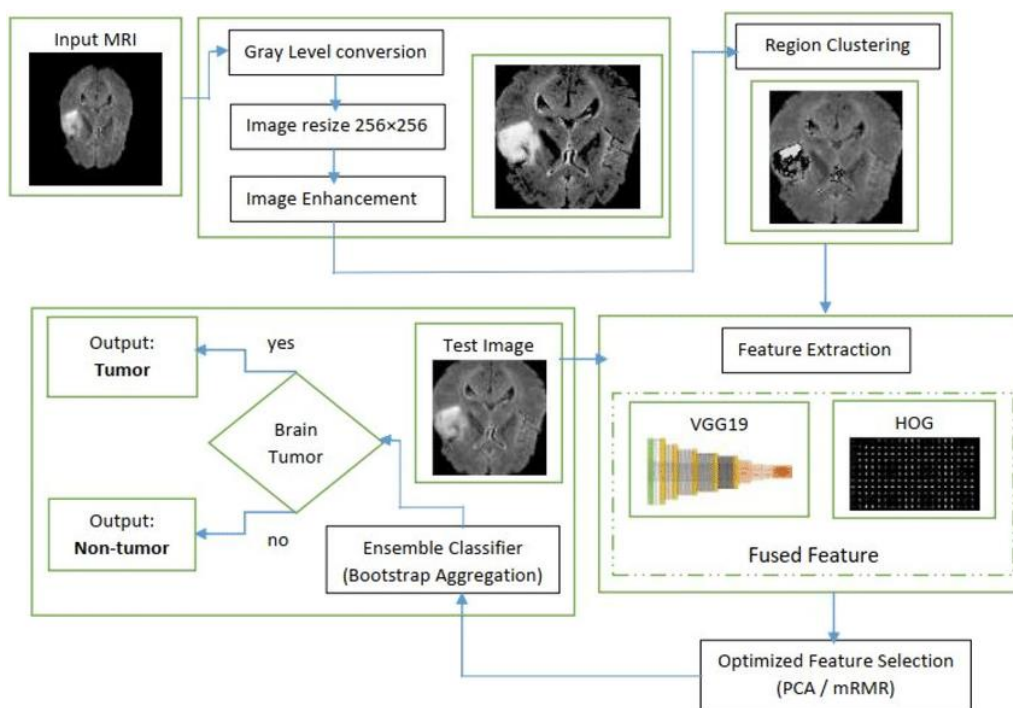 Input MRI
Gray Level conversion
Image resize 256×256
Image Enhancement
Region Clustering
Feature Extraction
VGG19
HOG
Fused Feature
Optimized Feature Selection
(PCA / mRMR)
Test Image
Ensemble Classifier
(Bootstrap Aggregation)
Brain
Tumor
yes
Output:
Tumor
no
Output:
Non-tumor